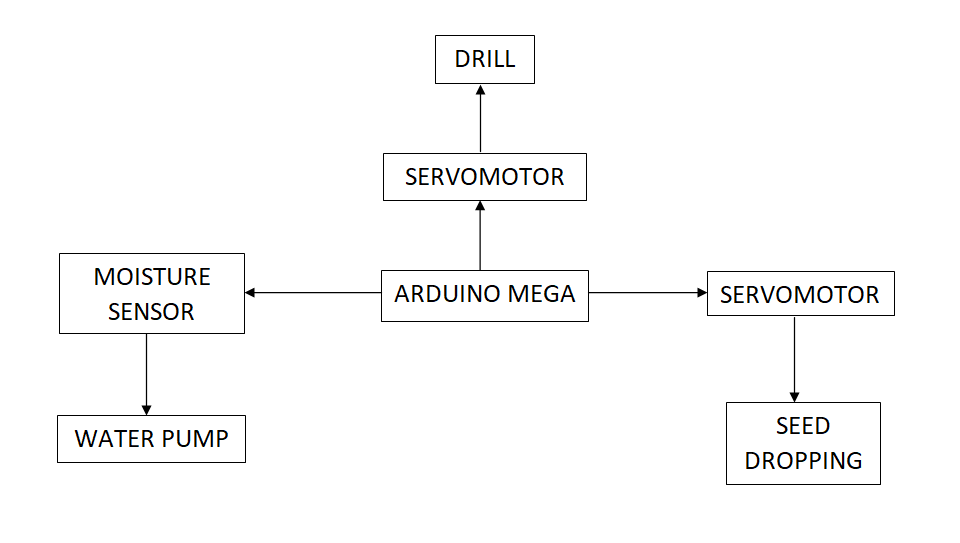 DRILL
SERVOMOTOR
MOISTURE
SENSOR
ARDUINO MEGA
SERVOMOTOR
WATER PUMP
SEED
DROPPING